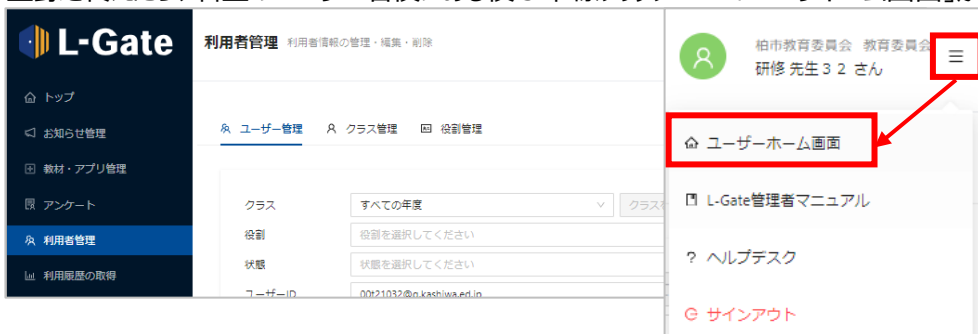 L-Gate
利用者管理 利用者情報の管理・編集・削除
トップ
お知らせ管理
教材・アプリ管理
アンケート
利用者管理
利用履歴の取得
ユーザー管理 クラス管理 役割管理
クラス すべての年度 クラス
役割 役割を選択してください
状態 状態を選択してください
ユーザーID 00t21032@g.kashiwa.ed.jp
柏市教育委員会 教育委員会
研修 先生32 さん
ユーザーホーム画面
L-Gate管理者マニュアル
? ヘルプデスク
サインアウト